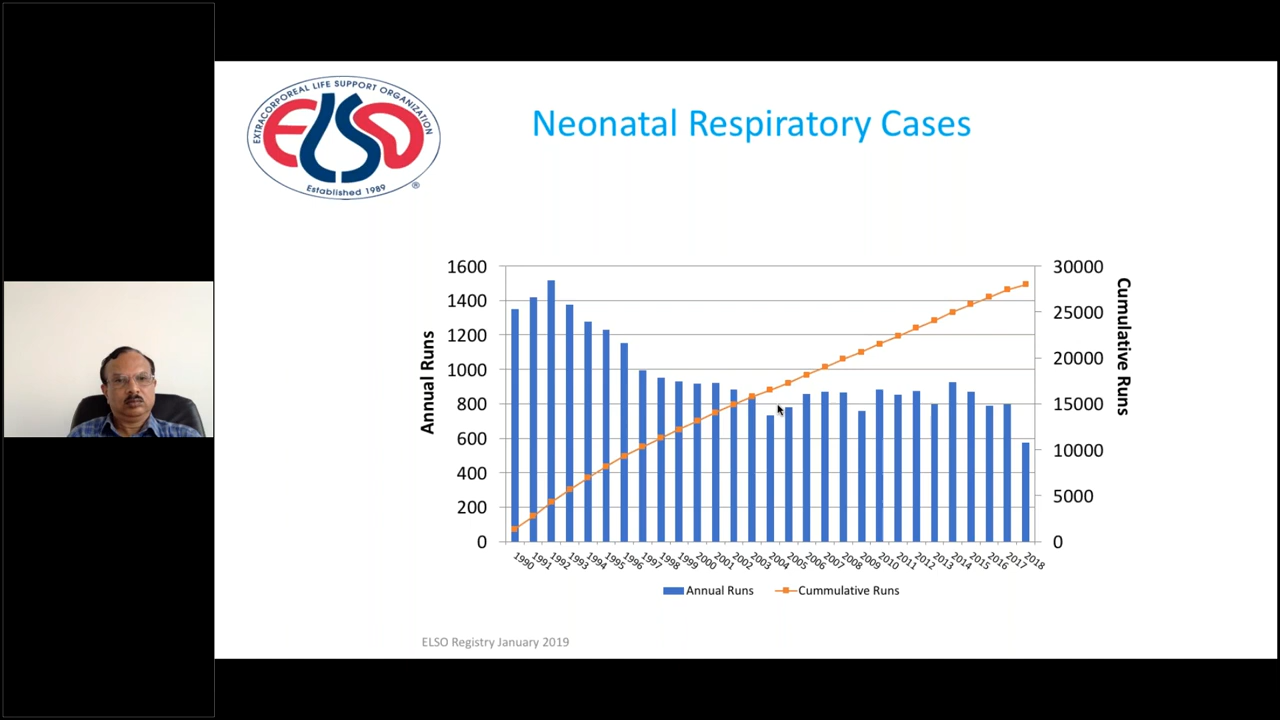 EXTRACORPOREAL LIFE SUPPORT ORGANIZATION
ELSO
Established 1989
®
Neonatal Respiratory Cases
1600
1400
1200
1000
800
600
400
200
0
Annual Runs
30000
25000
20000
15000
10000
5000
0
Cumulative Runs
1990 1991 1992 1993 1994 1995 1996 1997 1998 1999 2000 2001 2002 2003 2004 2005 2006 2007 2008 2009 2010 2011 2012 2013 2014 2015 2016 2017 2018
Annual Runs Cummulative Runs
ELSO Registry January 2019